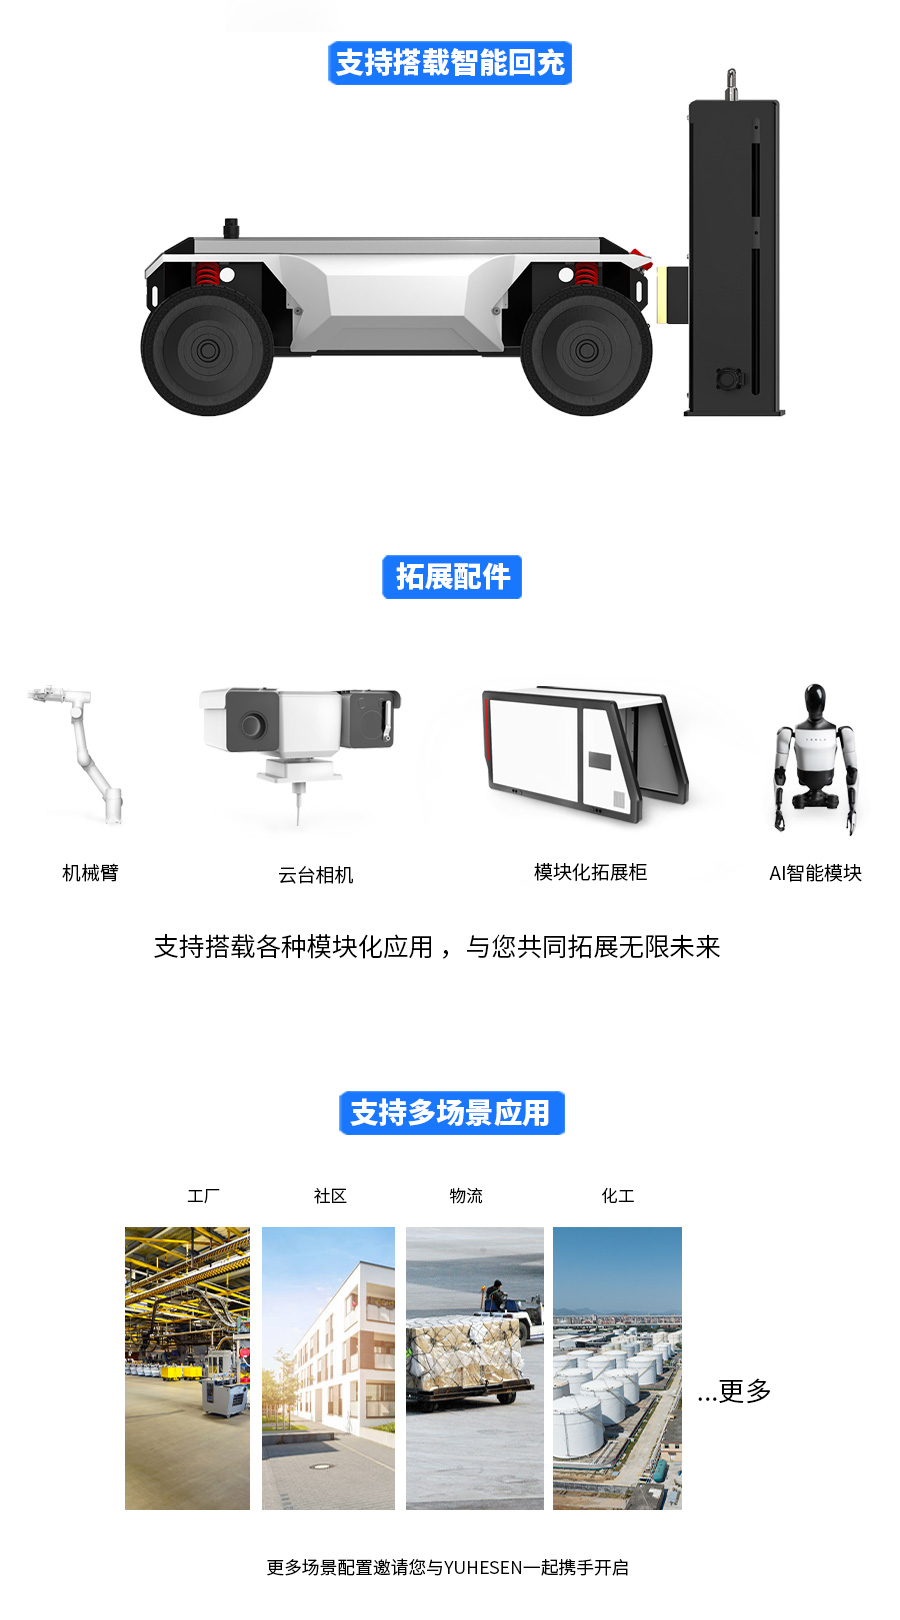 支持搭载智能回充
拓展配件
机械臂
云台相机
模块化拓展柜
AI智能模块
支持搭载各种模块化应用，与您共同拓展无限未来
支持多场景应用
工厂
社区
物流
化工
...更多
更多场景配置邀请您与YUHESEN一起携手开启